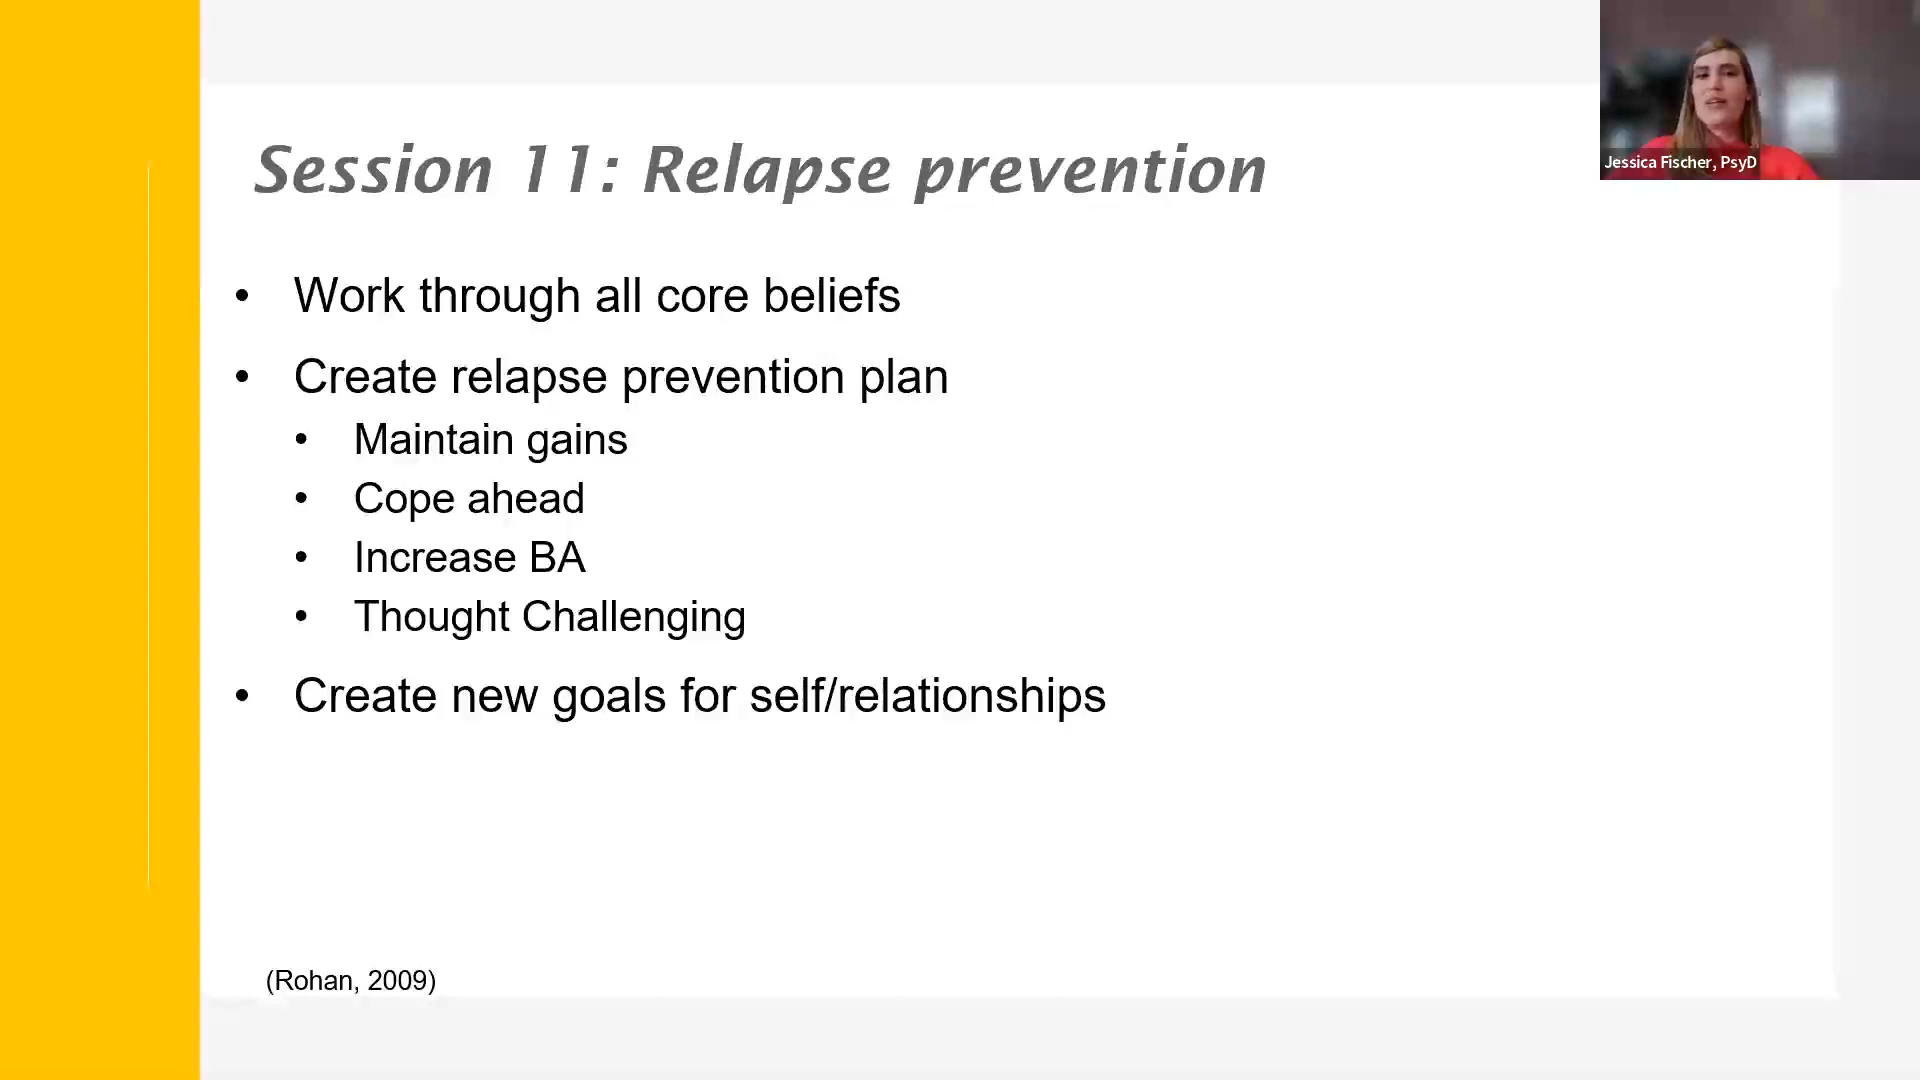 Session 11: Relapse prevention
Jessica Fischer, PsyD
• Work through all core beliefs
• Create relapse prevention plan
• Maintain gains
• Cope ahead
• Increase BA
• Thought Challenging
• Create new goals for self/relationships
(Rohan, 2009)